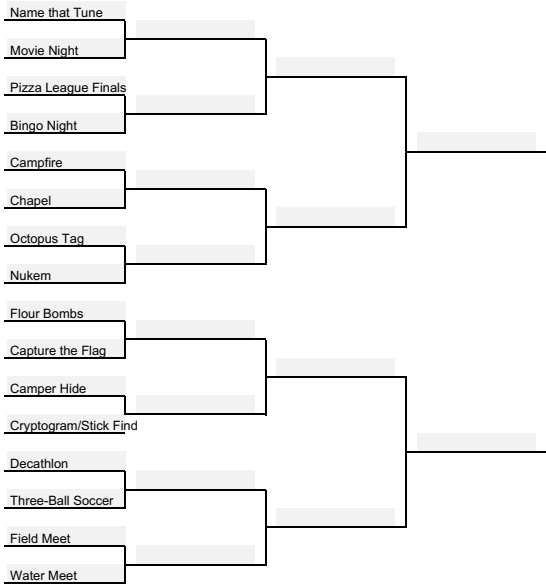 Name that Tune
Movie Night
Pizza League Finals
Bingo Night
Campfire
Chapel
Octopus Tag
Nukem
Flour Bombs
Capture the Flag
Camper Hide
Cryptogram/Stick Find
Decathlon
Three-Ball Soccer
Field Meet
Water Meet